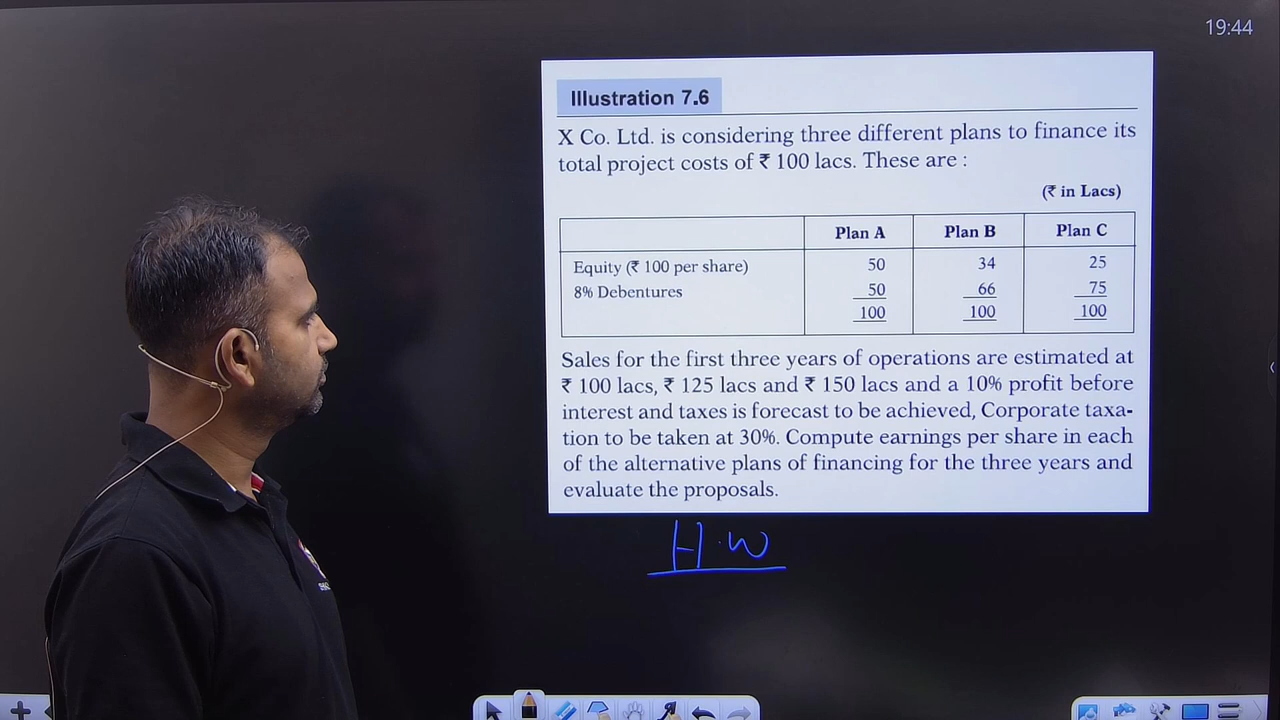 19:44
Illustration 7.6
X Co. Ltd. is considering three different plans to finance its
total project costs of ₹ 100 lacs. These are :
(₹ in Lacs)
Plan A Plan B Plan C
Equity (₹ 100 per share) 50 34 25
8% Debentures 50 66 75
100 100 100
Sales for the first three years of operations are estimated at
₹ 100 lacs, ₹ 125 lacs and ₹ 150 lacs and a 10% profit before
interest and taxes is forecast to be achieved, Corporate taxa-
tion to be taken at 30%. Compute earnings per share in each
of the alternative plans of financing for the three years and
evaluate the proposals.
H.W